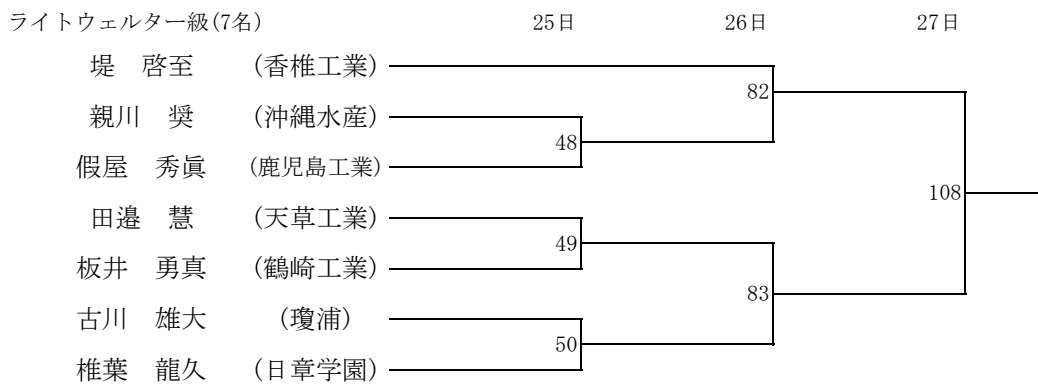 ライトウェルター級(7名) 25日 26日 27日
堤 啓至 (香椎工業)
82
親川 奨 (沖縄水産)
48
假屋 秀眞 (鹿児島工業)
108
田邉 慧 (天草工業)
49
板井 勇真 (鶴崎工業)
83
古川 雄大 (瓊浦)
50
椎葉 龍久 (日章学園)